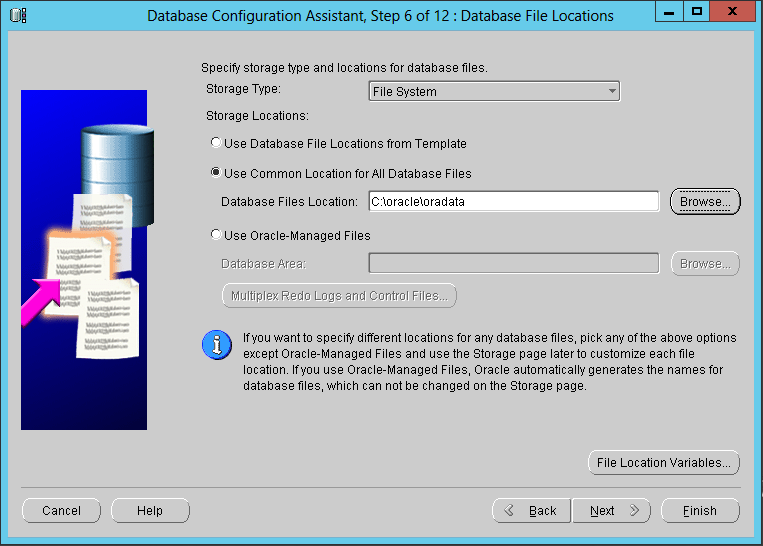 Database Configuration Assistant, Step 6 of 12 : Database File Locations
Specify storage type and locations for database files.
Storage Type: File System
Storage Locations:
Use Database File Locations from Template
Use Common Location for All Database Files
Database Files Location: C:\oracle\oradata Browse...
Use Oracle-Managed Files
Database Area: Browse...
Multiplex Redo Logs and Control Files...
If you want to specify different locations for any database files, pick any of the above options
except Oracle-Managed Files and use the Storage page later to customize each file
location. If you use Oracle-Managed Files, Oracle automatically generates the names for
database files, which can not be changed on the Storage page.
File Location Variables...
Cancel Help Back Next Finish